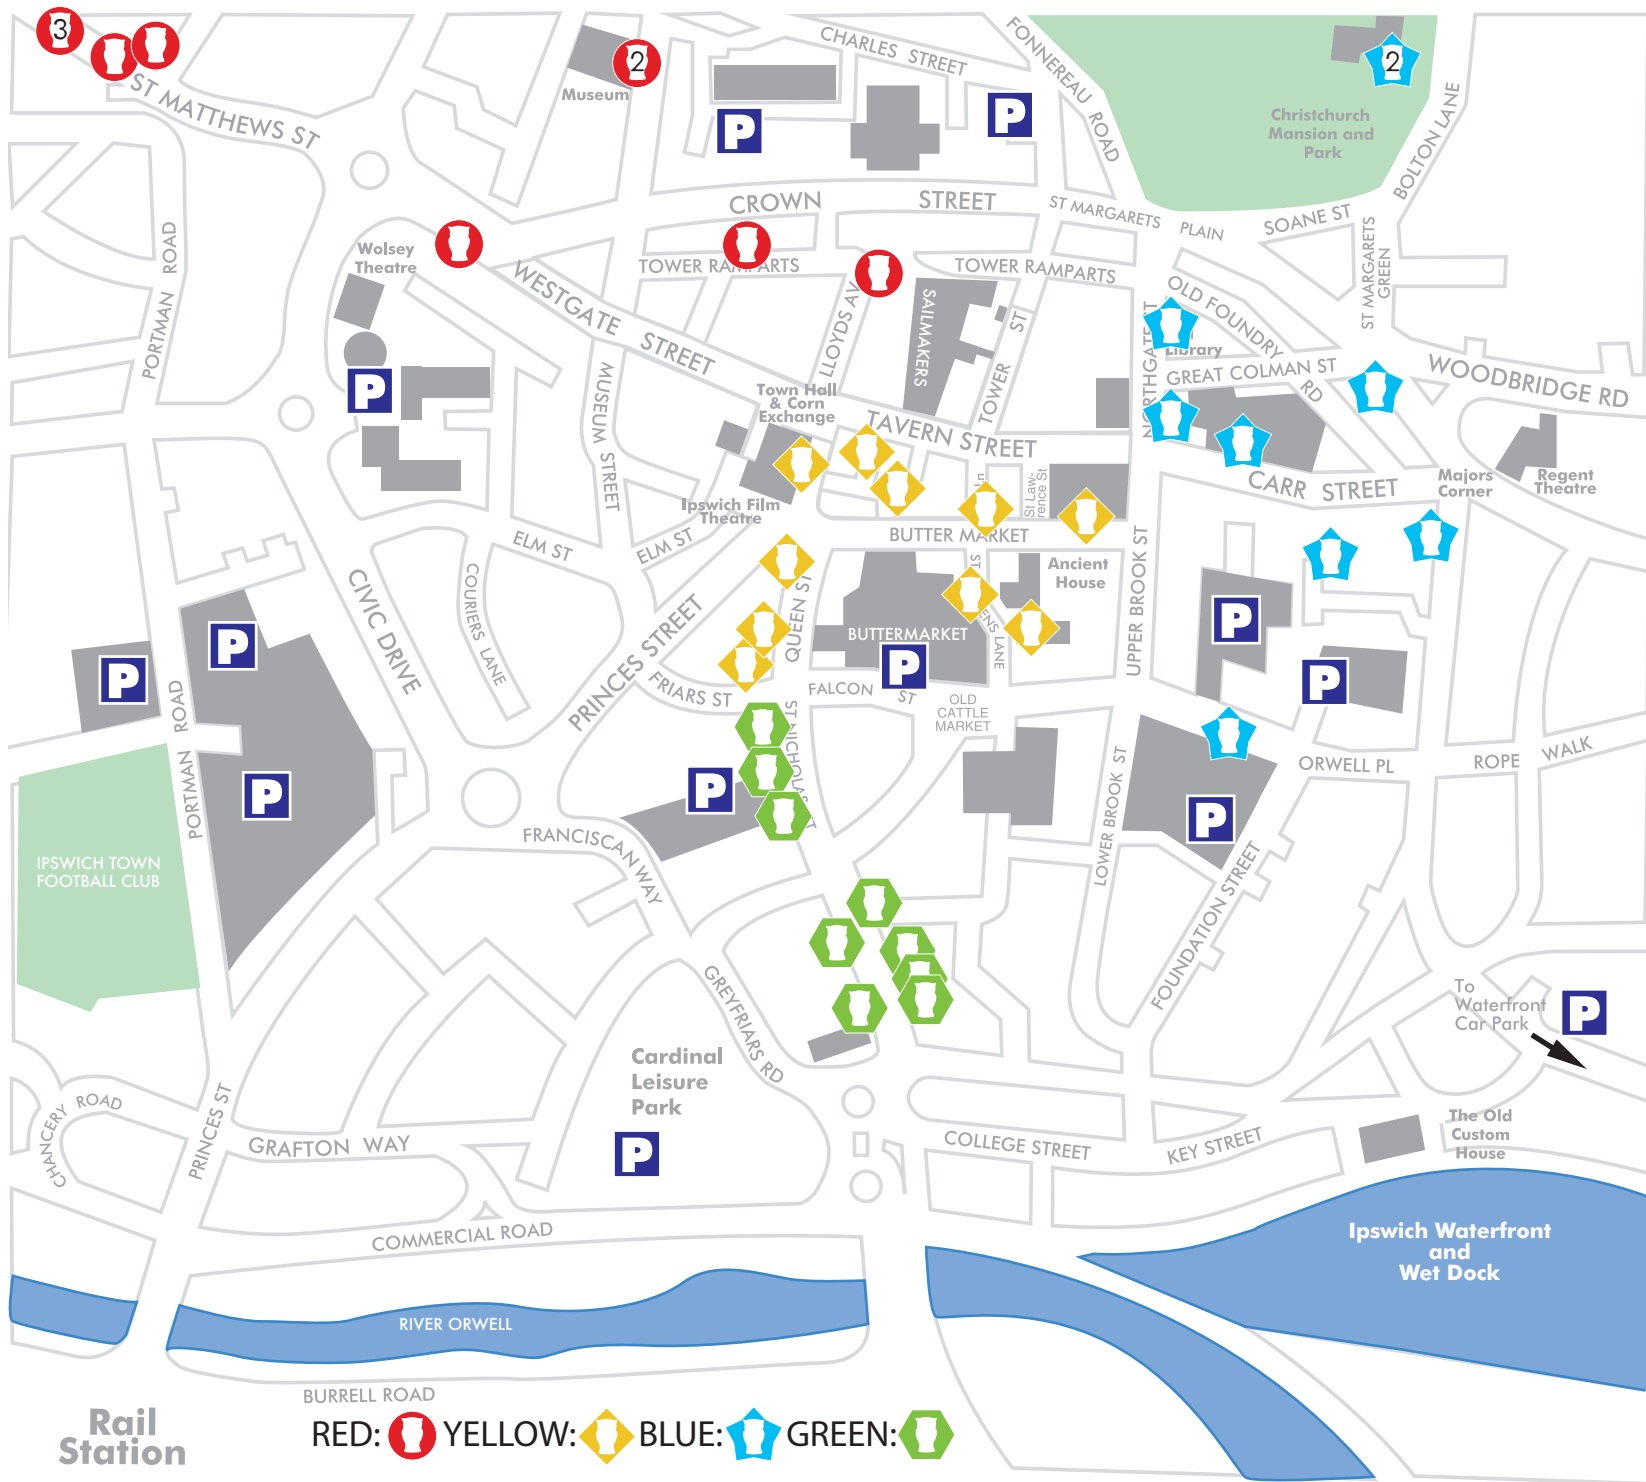 3
ST MATTHEWS ST
2
Museum
CHARLES STREET
P
P
FONNEREAU ROAD
2
Christchurch
Mansion and
Park
BOLTON LANE
CROWN STREET
ST MARGARETS PLAIN
SOANE ST
ST MARGARETS
GREEN
PORTMAN ROAD
Wolsey
Theatre
P
WESTGATE STREET
TOWER RAMPARTS
TOWER RAMPARTS
LLOYDS AV
SAILMAKERS
TOWER ST
NORTHGATE ST
OLD FOUNDRY RD
Library
GREAT COLMAN ST
WOODBRIDGE RD
MUSEUM STREET
Town Hall
& Corn
Exchange
TAVERN STREET
Ipswich Film
Theatre
St Law-
rence St
CARR STREET
Majors
Corner
Regent
Theatre
ELM ST
ELM ST
BUTTER MARKET
ST
ENS LANE
Ancient
House
UPPER BROOK ST
CIVIC DRIVE
COURIERS LANE
PRINCES STREET
QUEEN ST
BUTTERMARKET
P
P
P
P
P
P
FRIARS ST
FALCON ST
OLD
CATTLE
MARKET
PORTMAN ROAD
ST NICHOLAS ST
P
P
LOWER BROOK ST
ORWELL PL
ROPE WALK
FRANCISCAN WAY
IPSWICH TOWN
FOOTBALL CLUB
FOUNDATION STREET
GREYFRIARS RD
To
Waterfront
Car Park
P
Cardinal
Leisure
Park
P
CHANCERY ROAD
PRINCES ST
GRAFTON WAY
COLLEGE STREET
KEY STREET
The Old
Custom
House
COMMERCIAL ROAD
Ipswich Waterfront
and
Wet Dock
RIVER ORWELL
BURRELL ROAD
Rail
Station
RED: YELLOW: BLUE: GREEN: